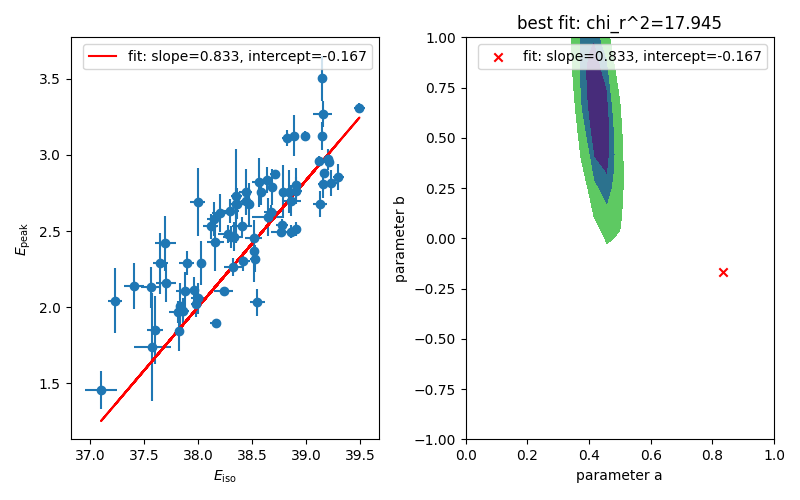 best fit: chi_r^2=17.945
fit: slope=0.833, intercept=-0.167
3.5
3.0
2.5
2.0
1.5
E_peak
37.0 37.5 38.0 38.5 39.0 39.5
E_iso
fit: slope=0.833, intercept=-0.167
1.00
0.75
0.50
0.25
0.00
−0.25
−0.50
−0.75
−1.00
parameter b
0.0 0.2 0.4 0.6 0.8 1.0
parameter a